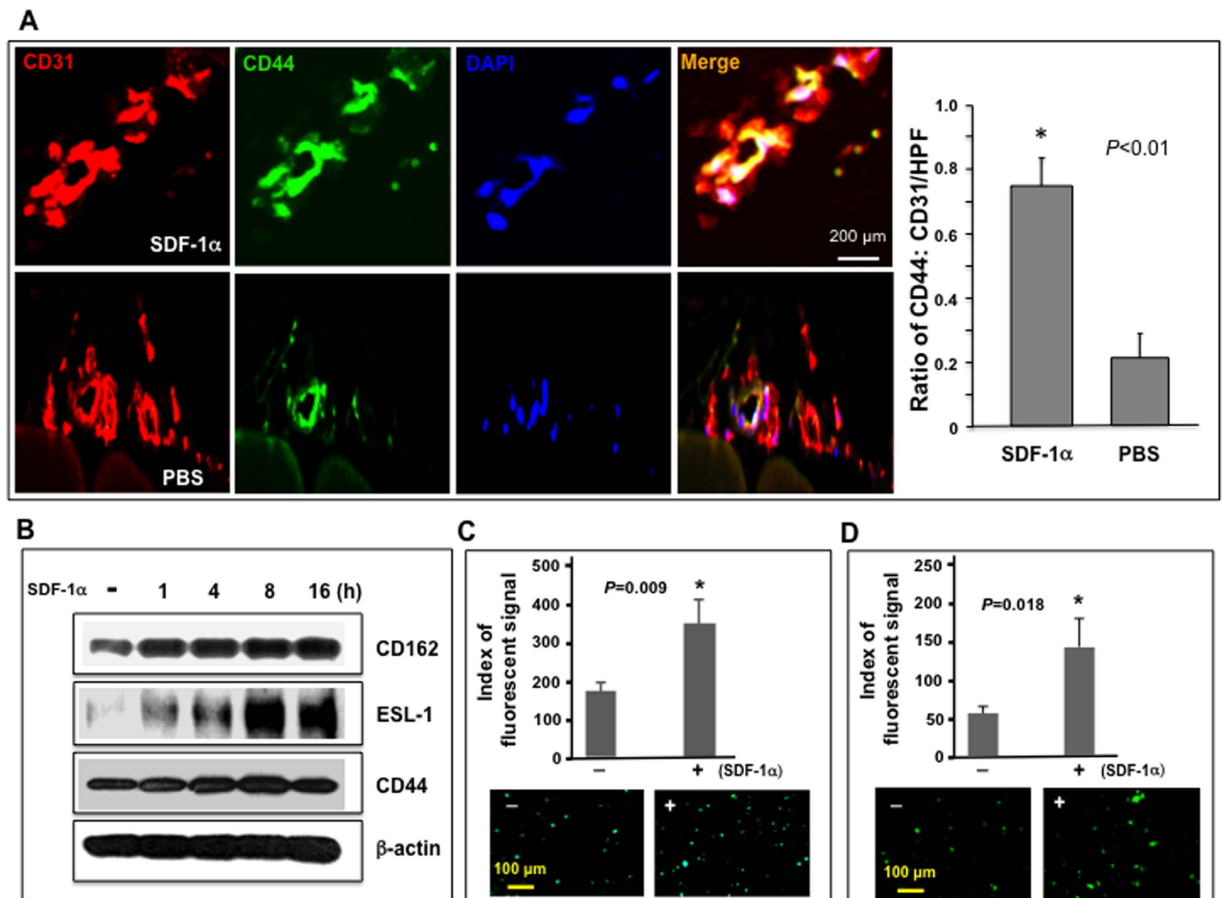 A
CD31
CD44
DAPI
Merge
SDF-1α
200 µm
PBS
Ratio of CD44: CD31/HPF
1.0
0.8
0.6
0.4
0.2
0
*
P<0.01
SDF-1α
PBS
B
SDF-1α - 1 4 8 16 (h)
CD162
ESL-1
CD44
β-actin
C
Index of
fluorescent signal
500
400
300
200
100
0
P=0.009
*
– + (SDF-1α)
–
+
100 µm
D
Index of
fluorescent signal
250
200
150
100
50
0
P=0.018
*
– + (SDF-1α)
–
+
100 µm